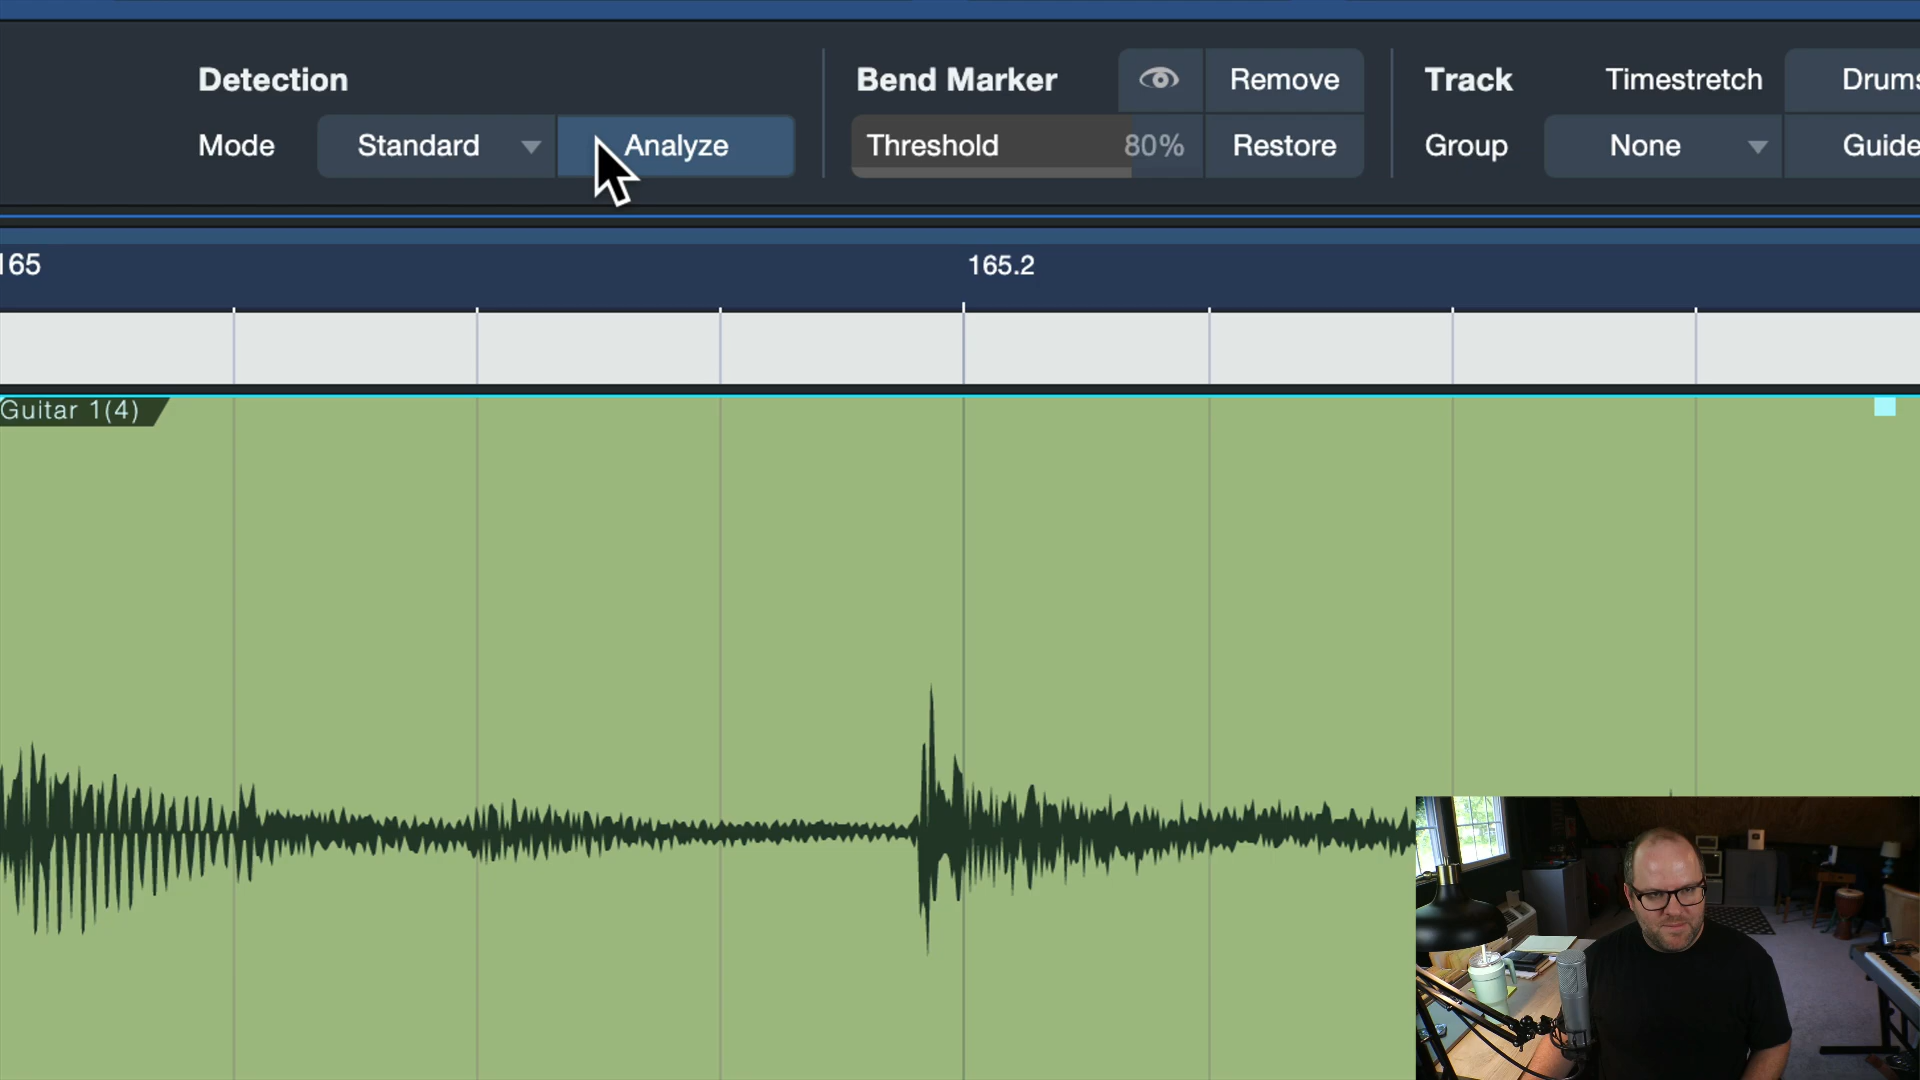 Detection
Mode Standard Analyze
Bend Marker Remove
Threshold 80% Restore
Track Timestretch Drums
Group None Guide
165
165.2
Guitar 1(4)